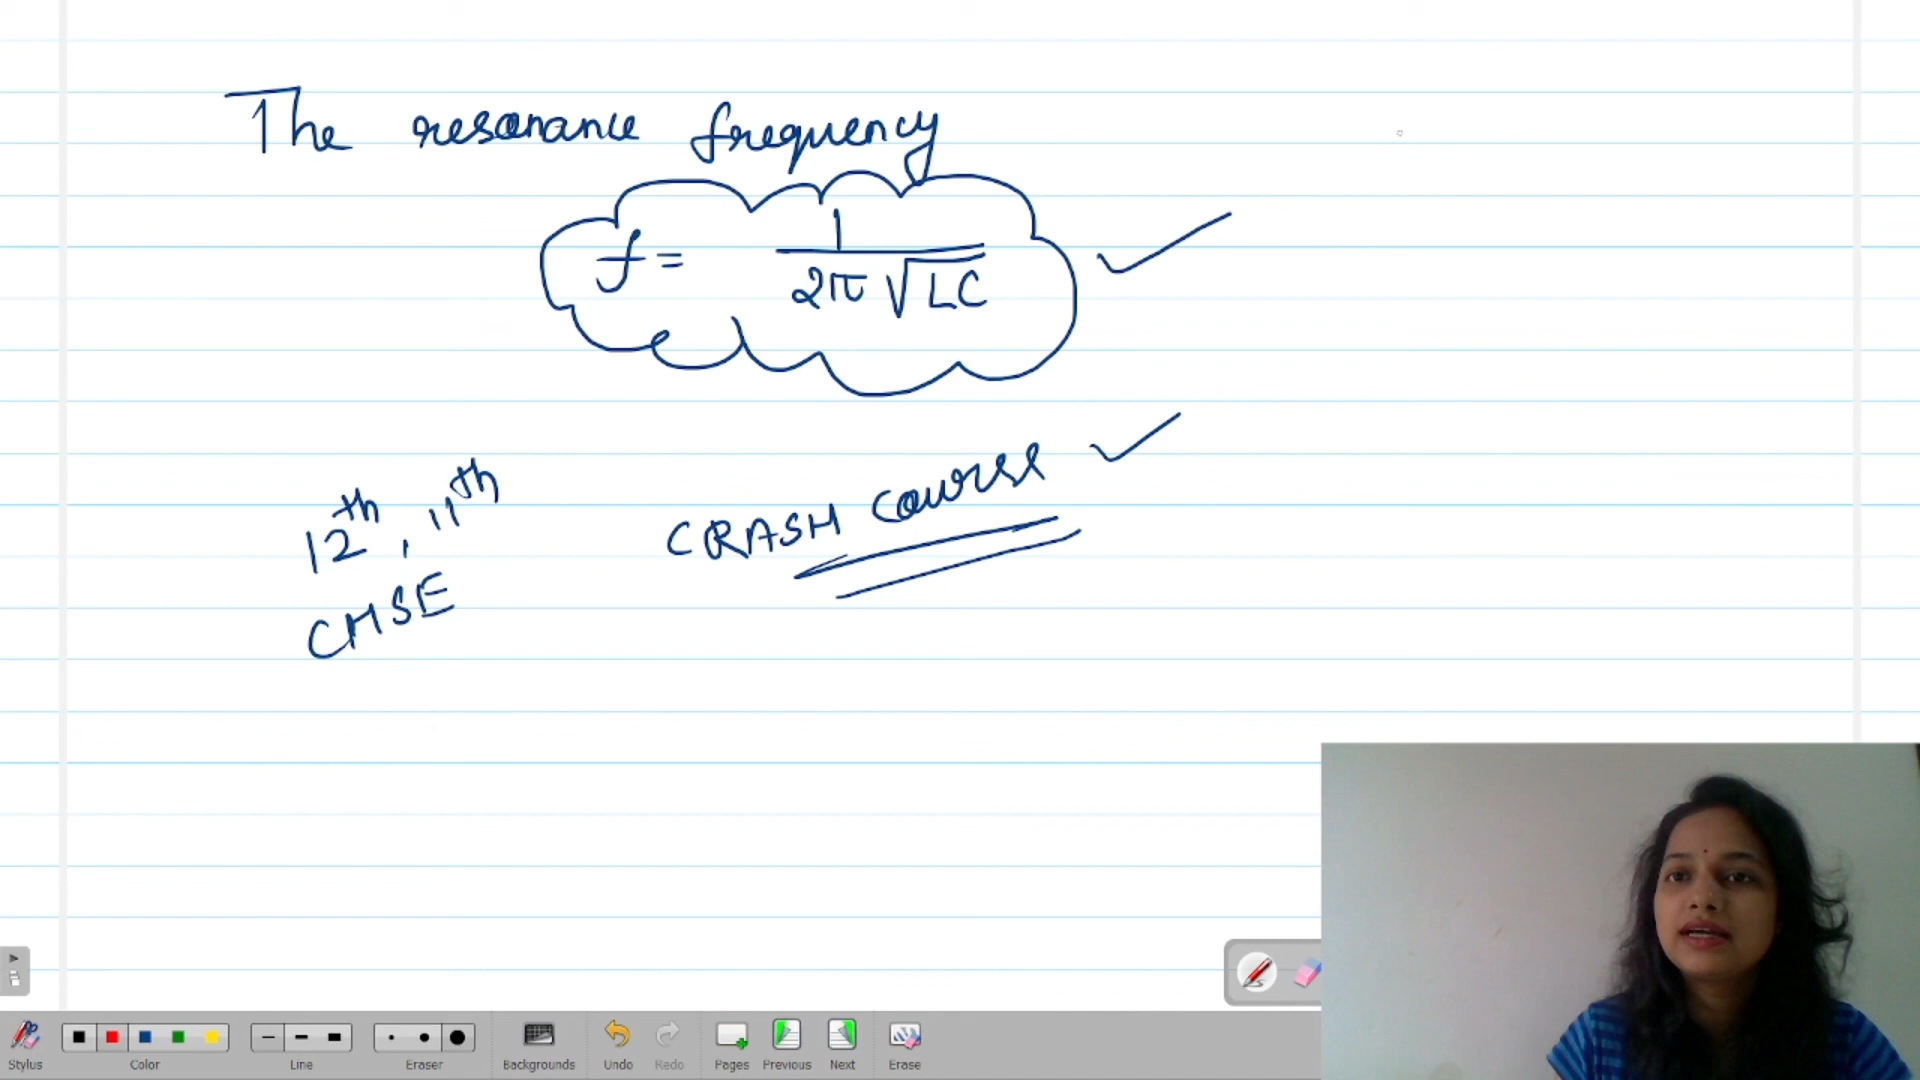 The resonance frequency
f = 1 / 2π √LC
12th, 11th
CRASH Course
CHSE
Stylus
Color
Line
Eraser
Backgrounds
Undo
Redo
Pages
Previous
Next
Erase